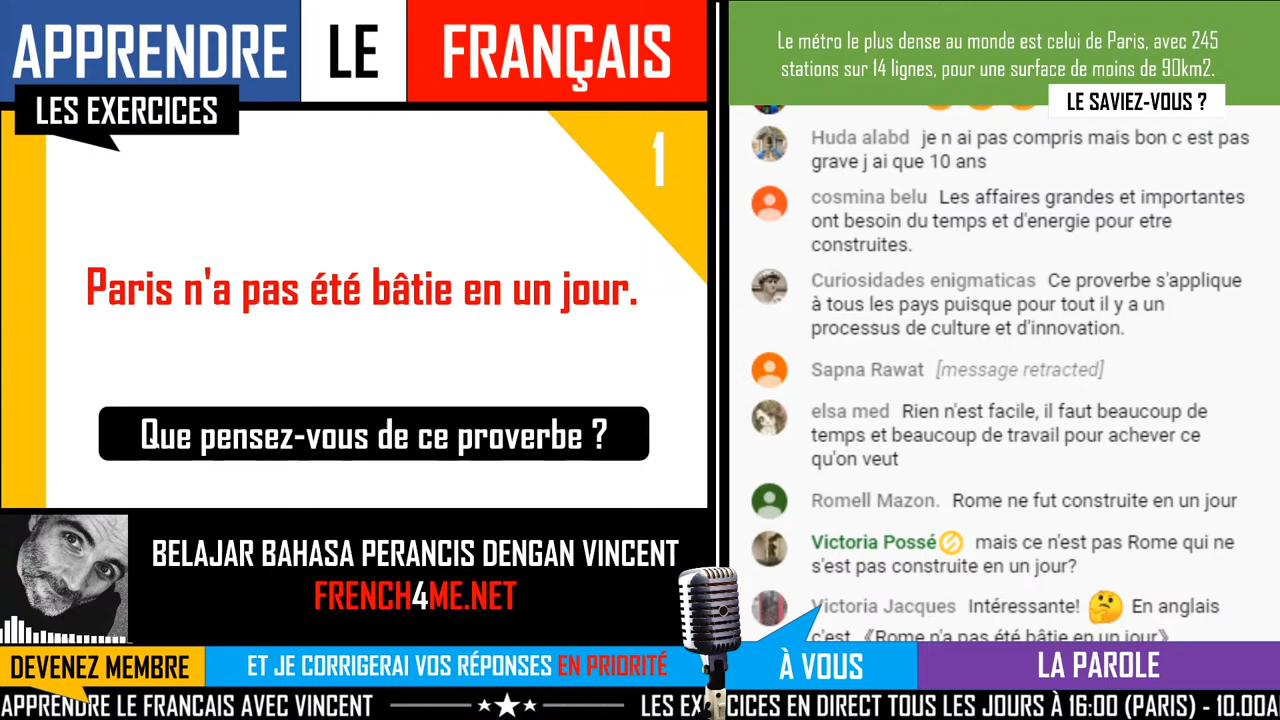 APPRENDRE LE FRANÇAIS
LES EXERCICES
1
Paris n'a pas été bâtie en un jour.
Que pensez-vous de ce proverbe ?
BELAJAR BAHASA PERANCIS DENGAN VINCENT
FRENCH4ME.NET
DEVENEZ MEMBRE
ET JE CORRIGERAI VOS RÉPONSES EN PRIORITÉ
Le métro le plus dense au monde est celui de Paris, avec 245
stations sur 14 lignes, pour une surface de moins de 90km2.
LE SAVIEZ-VOUS ?
Huda alabd je n ai pas compris mais bon c est pas
grave j ai que 10 ans
cosmina belu Les affaires grandes et importantes
ont besoin du temps et d'energie pour etre
construites.
Curiosidades enigmaticas Ce proverbe s'applique
à tous les pays puisque pour tout il y a un
processus de culture et d'innovation.
Sapna Rawat [message retracted]
elsa med Rien n'est facile, il faut beaucoup de
temps et beaucoup de travail pour achever ce
qu'on veut
Romell Mazon. Rome ne fut construite en un jour
Victoria Possé mais ce n'est pas Rome qui ne
s'est pas construite en un jour?
Victoria Jacques Intéressante! 🤔 En anglais
c'est 《Rome n'a pas été bâtie en un jour》
À VOUS
LA PAROLE
APPRENDRE LE FRANCAIS AVEC VINCENT
LES EXERCICES EN DIRECT TOUS LES JOURS À 16:00 (PARIS) - 10.00A